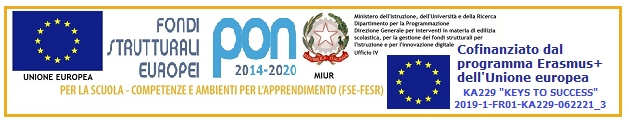 UNIONE EUROPEA
FONDI
STRUTTURALI
EUROPEI
pon
2014-2020
MIUR
Ministero dell'Istruzione, dell'Università e della Ricerca
Dipartimento per la Programmazione
Direzione Generale per interventi in materia di edilizia
scolastica, per la gestione dei fondi strutturali per
l'istruzione e per l'innovazione digitale
Ufficio IV
PER LA SCUOLA - COMPETENZE E AMBIENTI PER L'APPRENDIMENTO (FSE-FESR)
Cofinanziato dal
programma Erasmus+
dell'Unione europea
KA229 "KEYS TO SUCCESS"
2019-1-FR01-KA229-062221_3